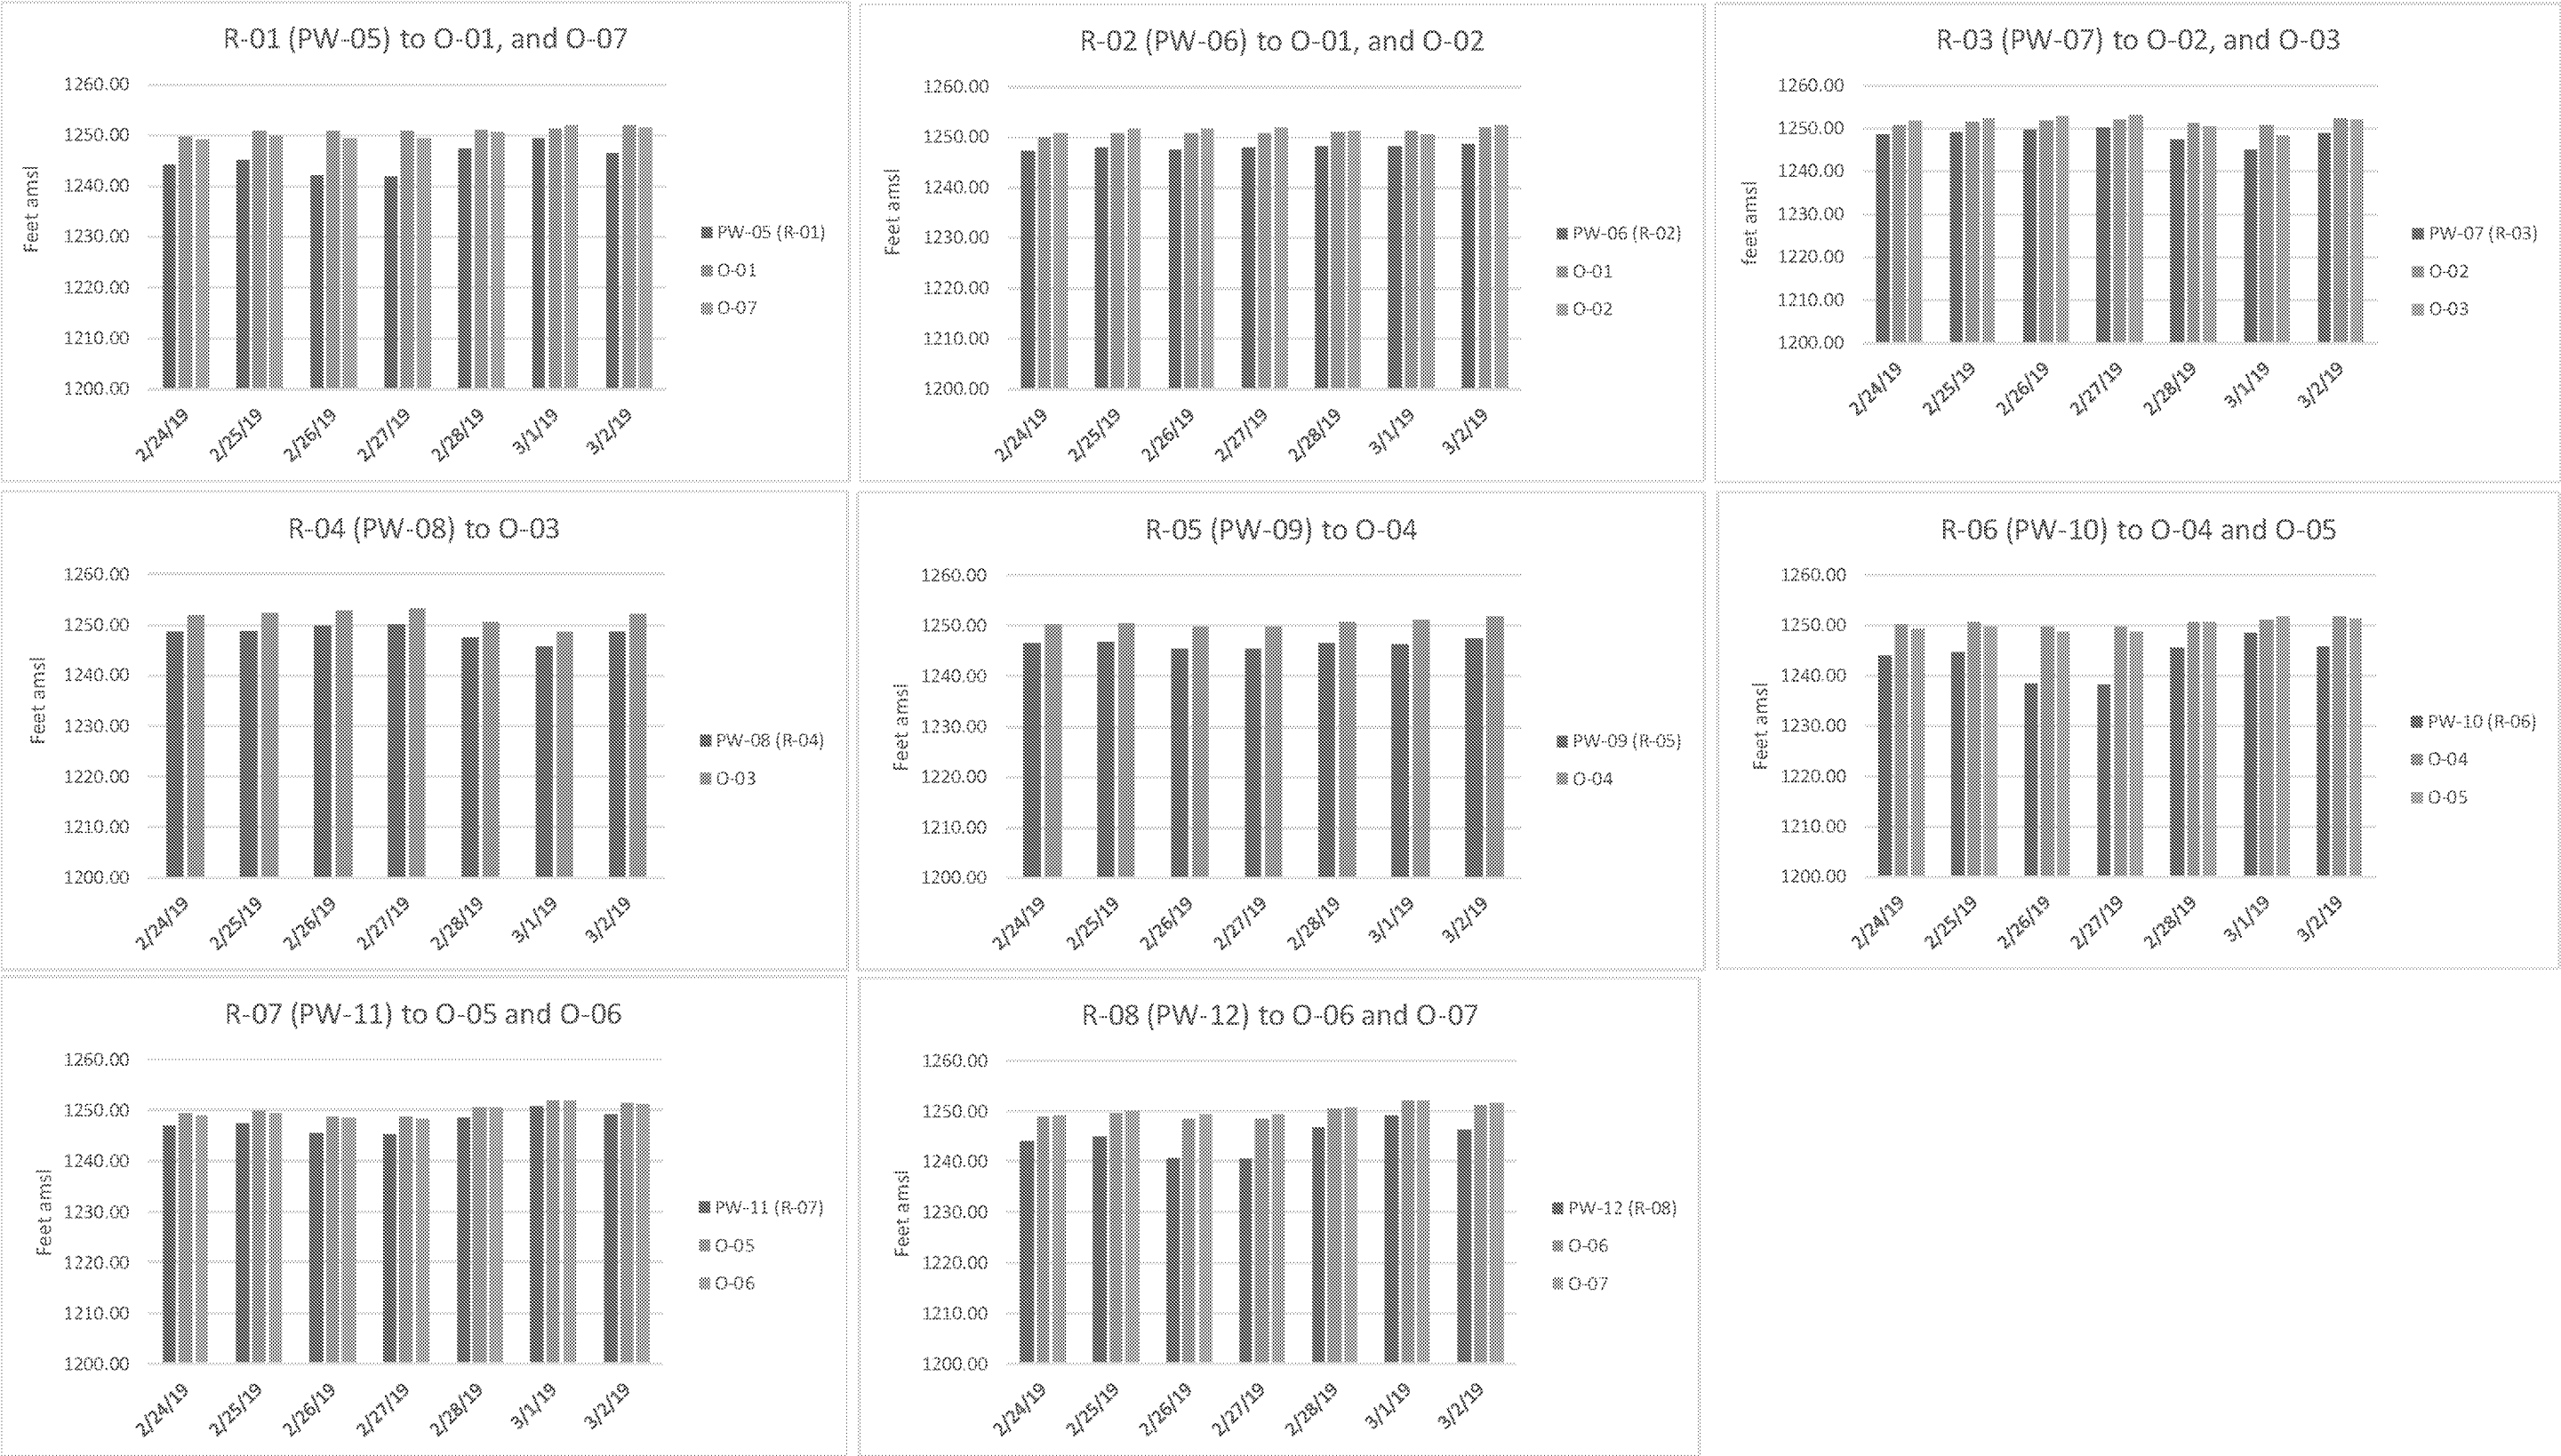 R-01 (PW-05) to O-01, and O-07
1260.00
1250.00
1240.00
1230.00
1220.00
1210.00
1200.00
Feet amsl
2/24/19
2/25/19
2/26/19
2/27/19
2/28/19
3/1/19
3/2/19
PW-05 (R-01)
O-01
O-07
R-02 (PW-06) to O-01, and O-02
1260.00
1250.00
1240.00
1230.00
1220.00
1210.00
1200.00
Feet amsl
2/24/19
2/25/19
2/26/19
2/27/19
2/28/19
3/1/19
3/2/19
PW-06 (R-02)
O-01
O-02
R-03 (PW-07) to O-02, and O-03
1260.00
1250.00
1240.00
1230.00
1220.00
1210.00
1200.00
feet amsl
2/24/19
2/25/19
2/26/19
2/27/19
2/28/19
3/1/19
3/2/19
PW-07 (R-03)
O-02
O-03
R-04 (PW-08) to O-03
1260.00
1250.00
1240.00
1230.00
1220.00
1210.00
1200.00
Feet amsl
2/24/19
2/25/19
2/26/19
2/27/19
2/28/19
3/1/19
3/2/19
PW-08 (R-04)
O-03
R-05 (PW-09) to O-04
1260.00
1250.00
1240.00
1230.00
1220.00
1210.00
1200.00
Feet amsl
2/24/19
2/25/19
2/26/19
2/27/19
2/28/19
3/1/19
3/2/19
PW-09 (R-05)
O-04
R-06 (PW-10) to O-04 and O-05
1260.00
1250.00
1240.00
1230.00
1220.00
1210.00
1200.00
Feet amsl
2/24/19
2/25/19
2/26/19
2/27/19
2/28/19
3/1/19
3/2/19
PW-10 (R-06)
O-04
O-05
R-07 (PW-11) to O-05 and O-06
1260.00
1250.00
1240.00
1230.00
1220.00
1210.00
1200.00
Feet amsl
2/24/19
2/25/19
2/26/19
2/27/19
2/28/19
3/1/19
3/2/19
PW-11 (R-07)
O-05
O-06
R-08 (PW-12) to O-06 and O-07
1260.00
1250.00
1240.00
1230.00
1220.00
1210.00
1200.00
Feet amsl
2/24/19
2/25/19
2/26/19
2/27/19
2/28/19
3/1/19
3/2/19
PW-12 (R-08)
O-06
O-07